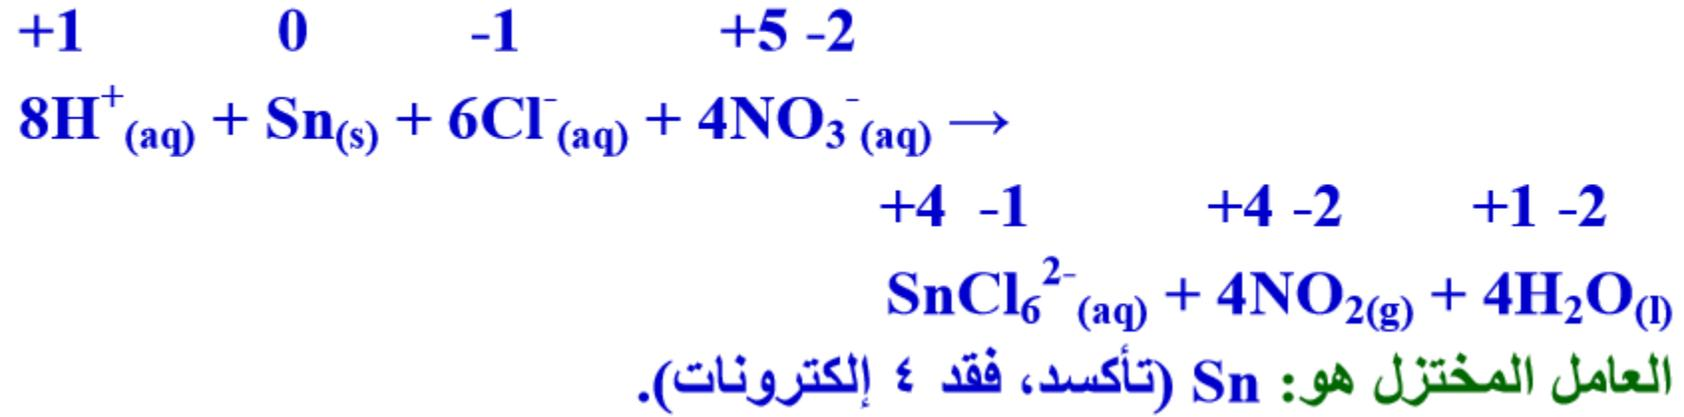 +1 0 -1 +5 -2
8H⁺(aq) + Sn(s) + 6Cl⁻(aq) + 4NO₃⁻(aq) →
+4 -1 +4 -2 +1 -2
SnCl₆²⁻(aq) + 4NO₂(g) + 4H₂O(l)
العامل المختزل هو: Sn (تأكسد، فقد ٤ إلكترونات).